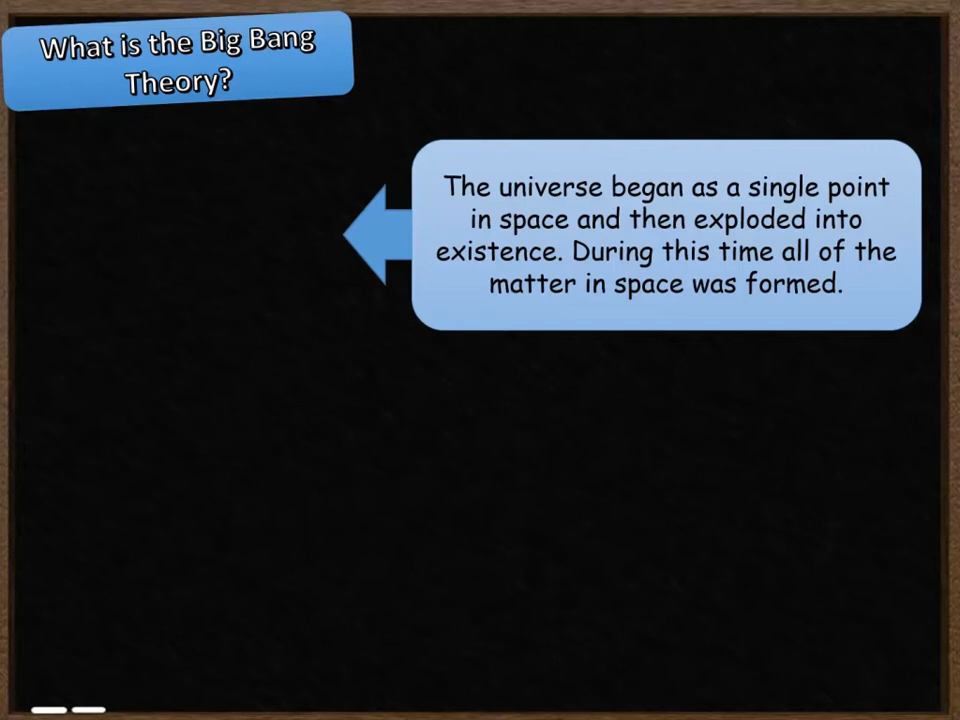 What is the Big Bang
Theory?
The universe began as a single point
in space and then exploded into
existence. During this time all of the
matter in space was formed.